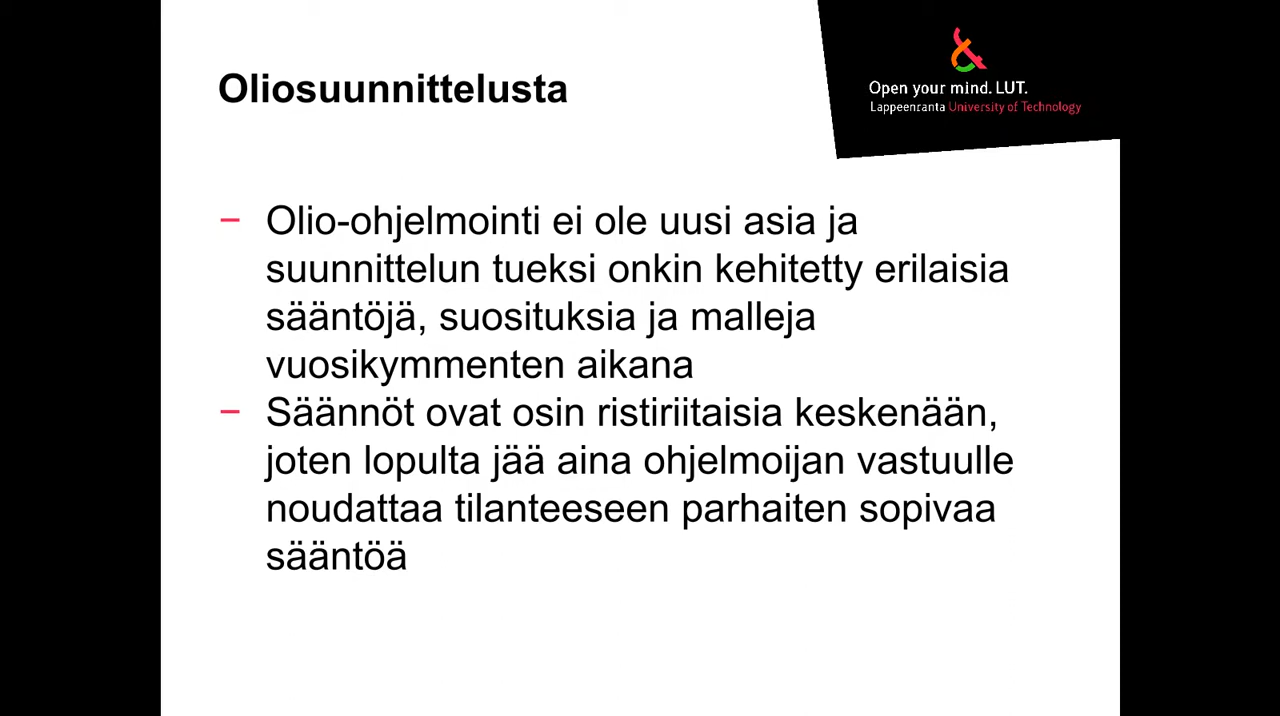 Oliosuunnittelusta
Open your mind. LUT.
Lappeenranta University of Technology
– Olio-ohjelmointi ei ole uusi asia ja
suunnittelun tueksi onkin kehitetty erilaisia
sääntöjä, suosituksia ja malleja
vuosikymmenten aikana
– Säännöt ovat osin ristiriitaisia keskenään,
joten lopulta jää aina ohjelmoijan vastuulle
noudattaa tilanteeseen parhaiten sopivaa
sääntöä